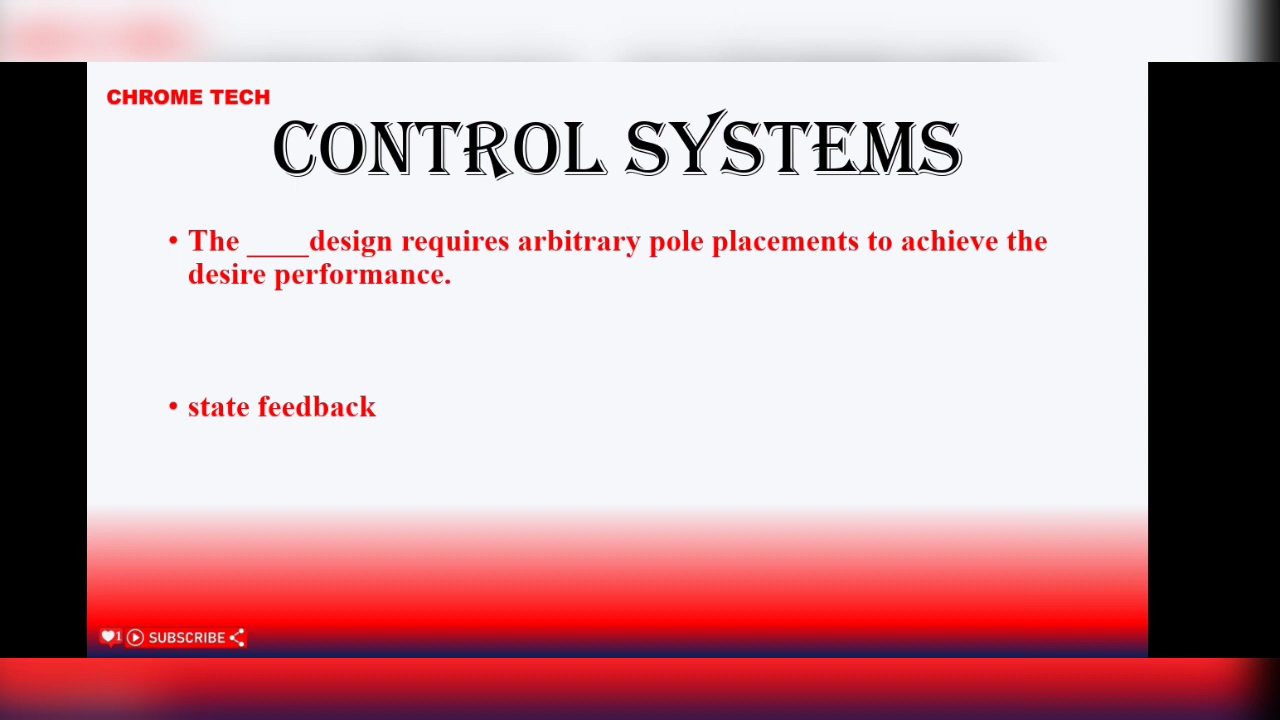 CHROME TECH
CONTROL SYSTEMS
• The ____design requires arbitrary pole placements to achieve the
desire performance.
• state feedback
1 SUBSCRIBE